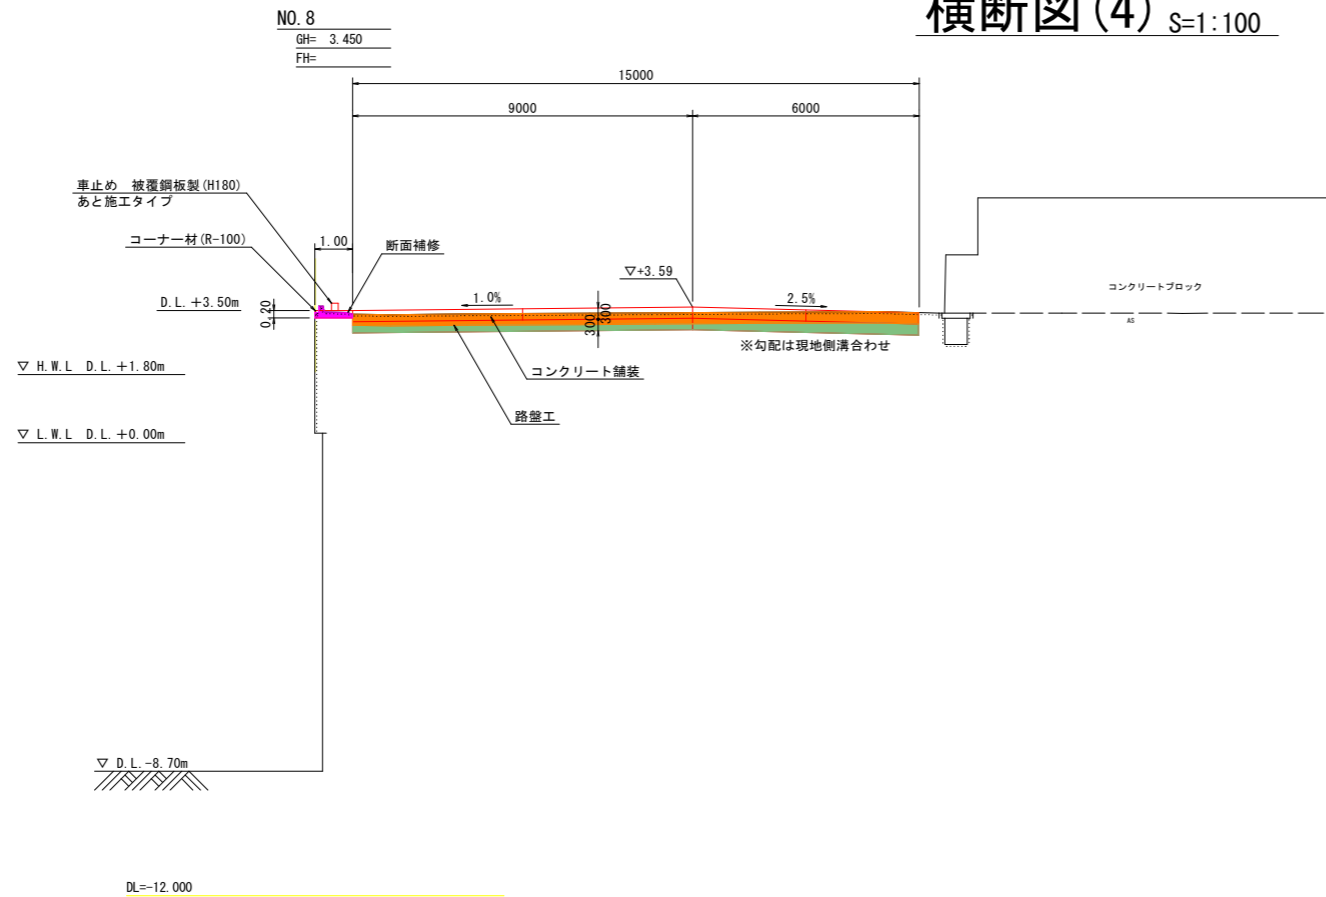 横断図(4) S=1:100
NO. 8
GH= 3.450
FH=
15000
9000
6000
車止め 被覆鋼板製(H180)
あと施工タイプ
コーナー材(R-100)
1.00
断面補修
▽+3.59
D.L. +3.50m
0.20
1.0%
300
300
2.5%
コンクリートブロック
AS
※勾配は現地側溝合わせ
▽ H.W.L D.L. +1.80m
コンクリート舗装
路盤工
▽ L.W.L D.L. +0.00m
▽ D.L.-8.70m
DL=-12.000